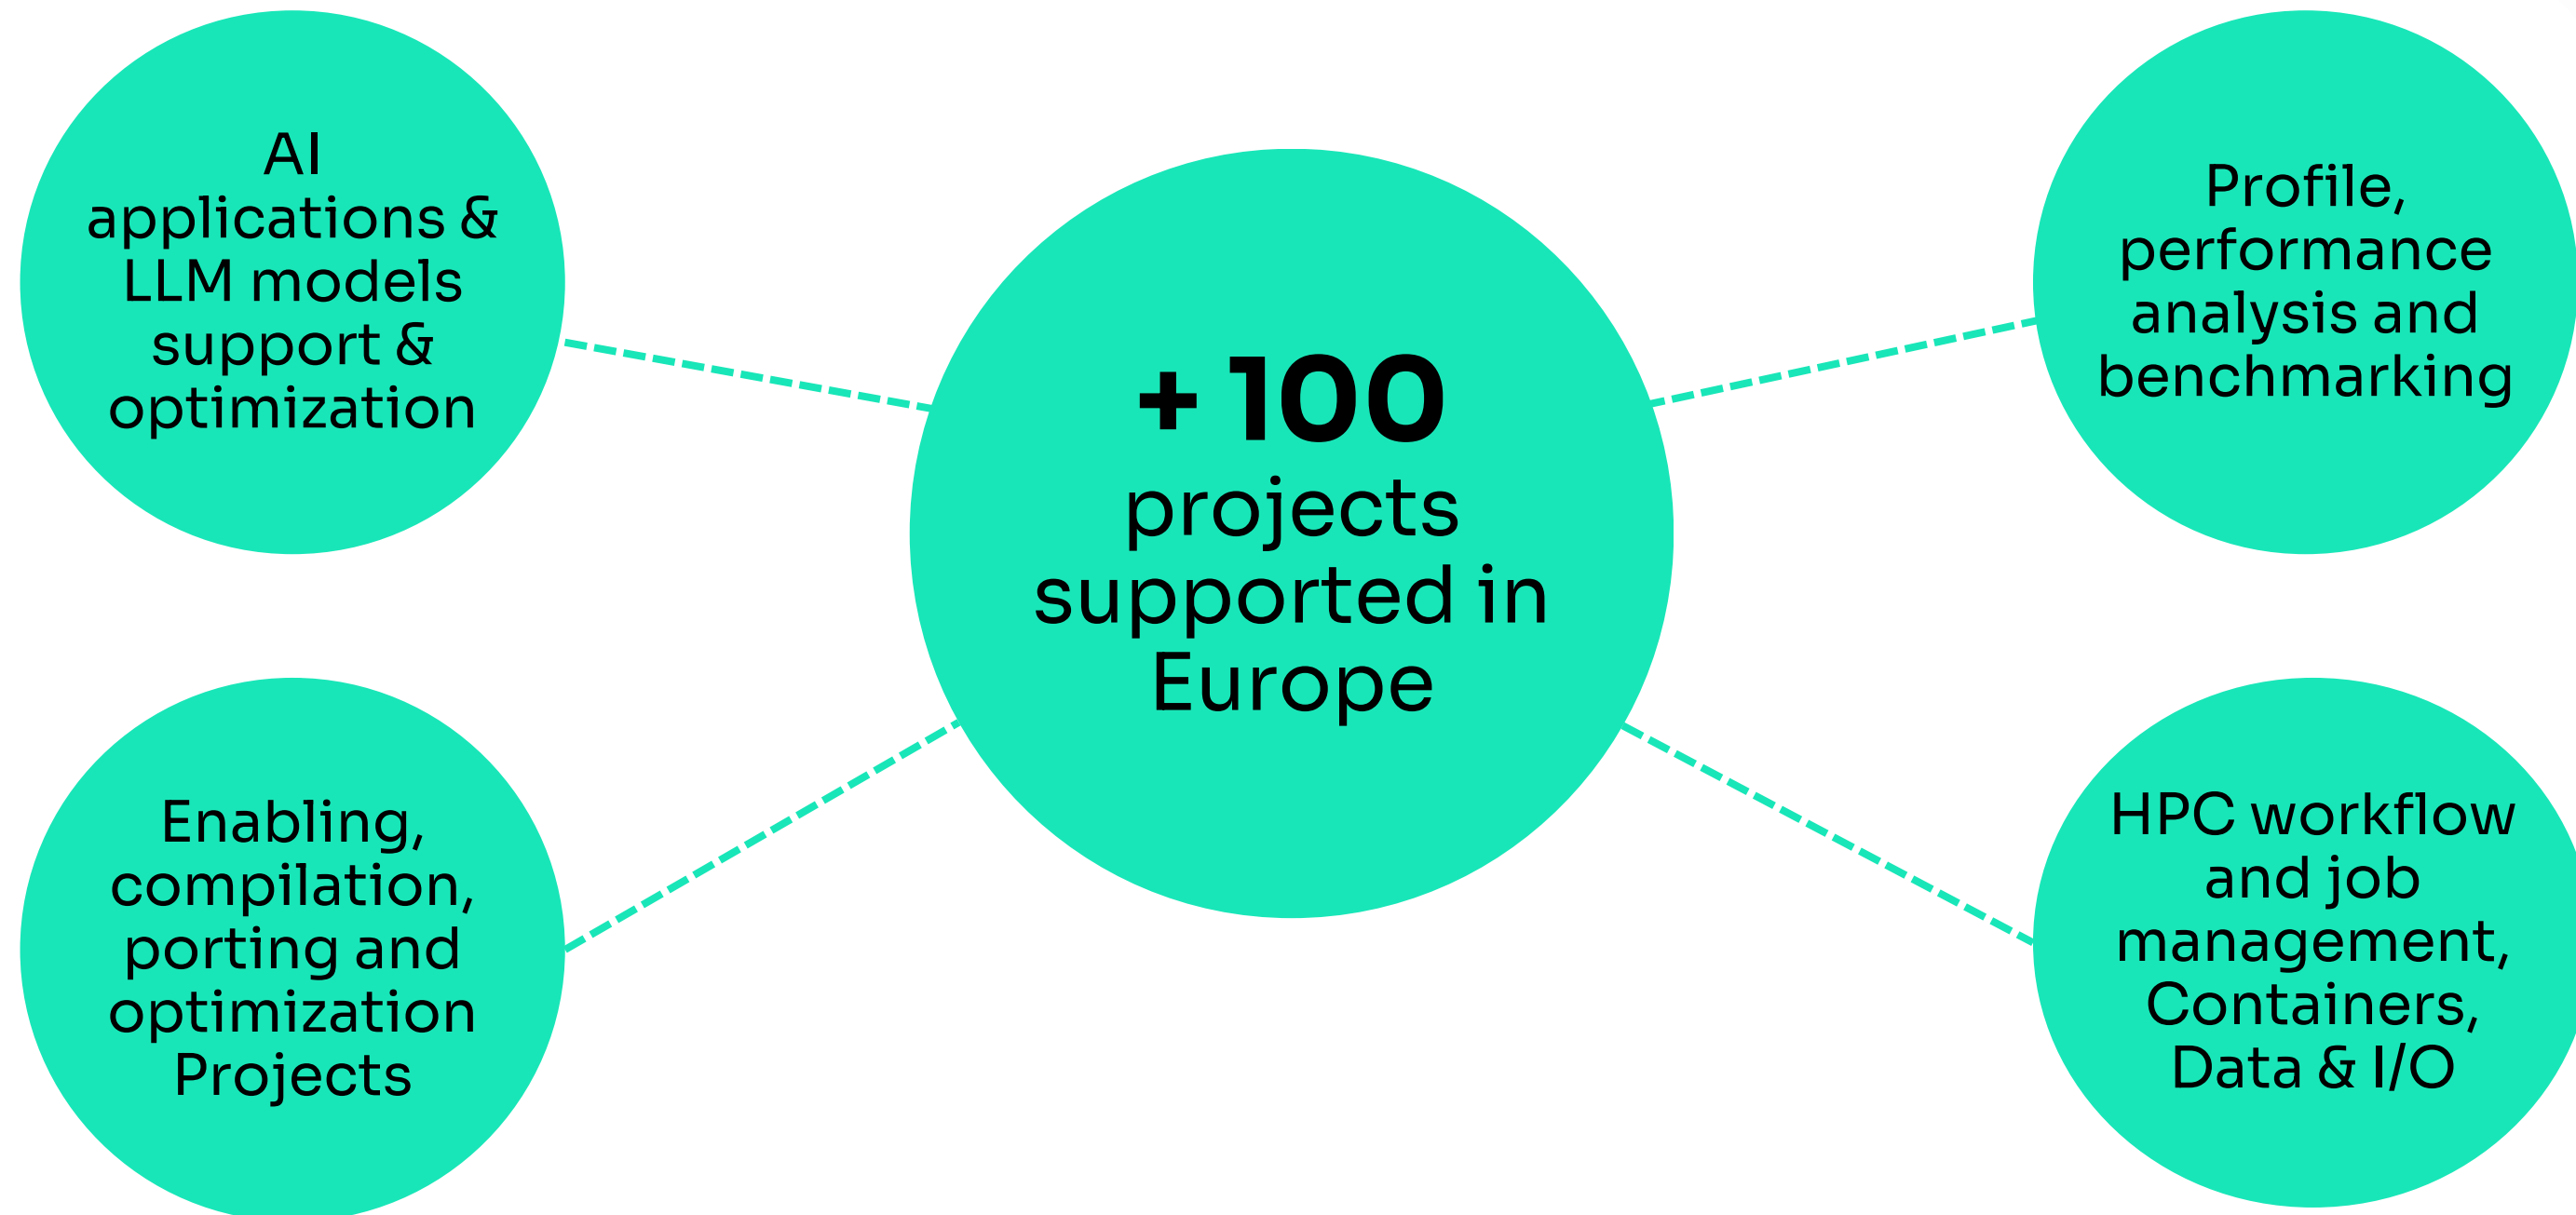 AI
applications &
LLM models
support &
optimization
+ 100
projects
supported in
Europe
Profile,
performance
analysis and
benchmarking
Enabling,
compilation,
porting and
optimization
Projects
HPC workflow
and job
management,
Containers,
Data & I/O